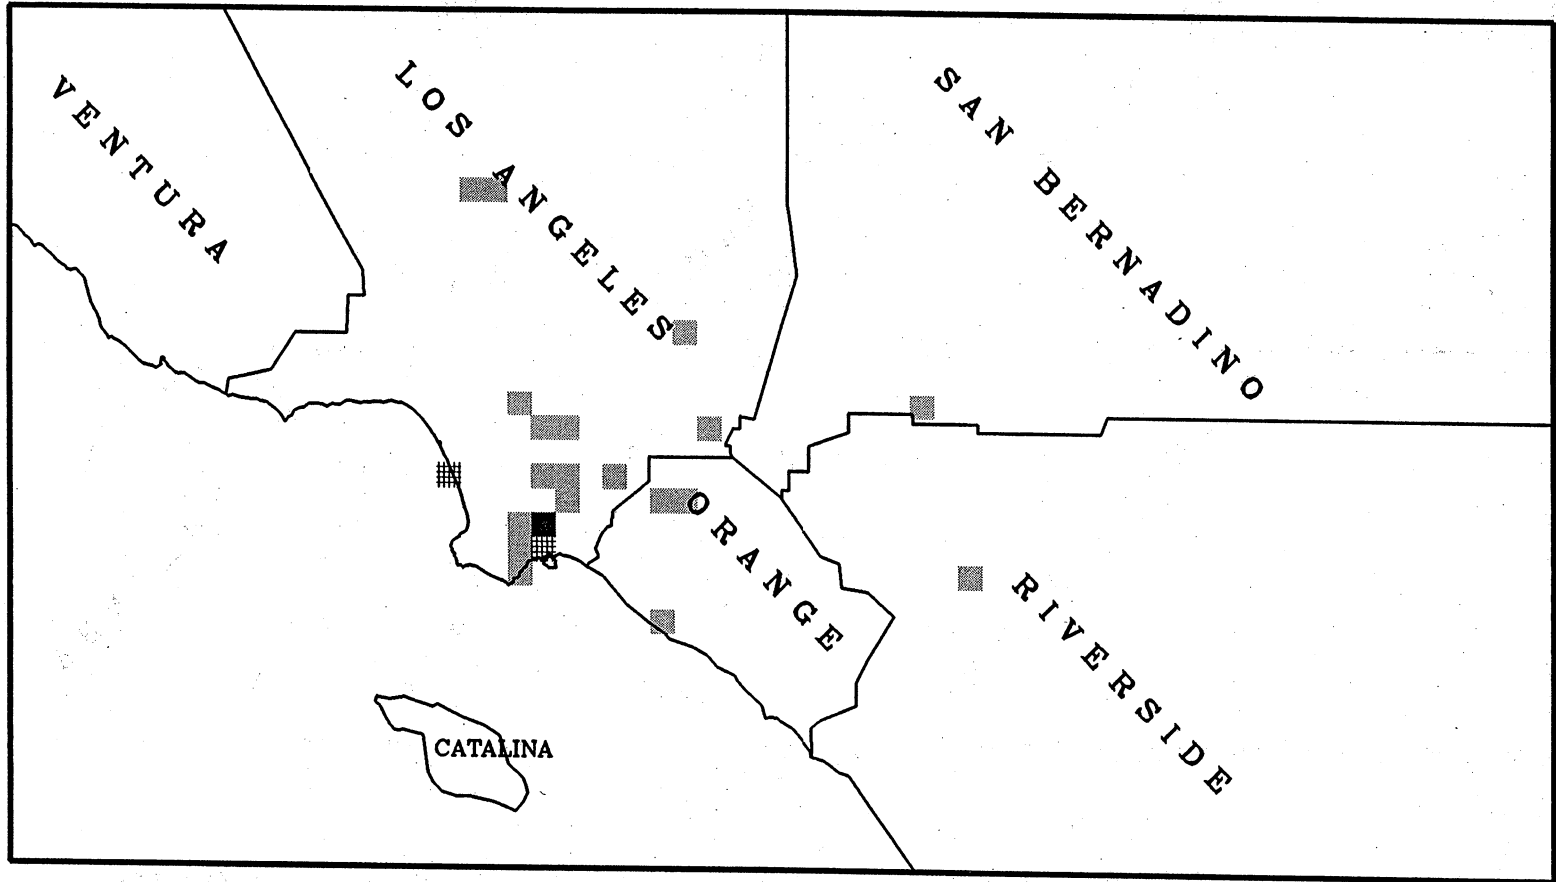 VENTURA
LOS ANGELES
SAN BERNADINO
ORANGE
RIVERSIDE
CATALINA